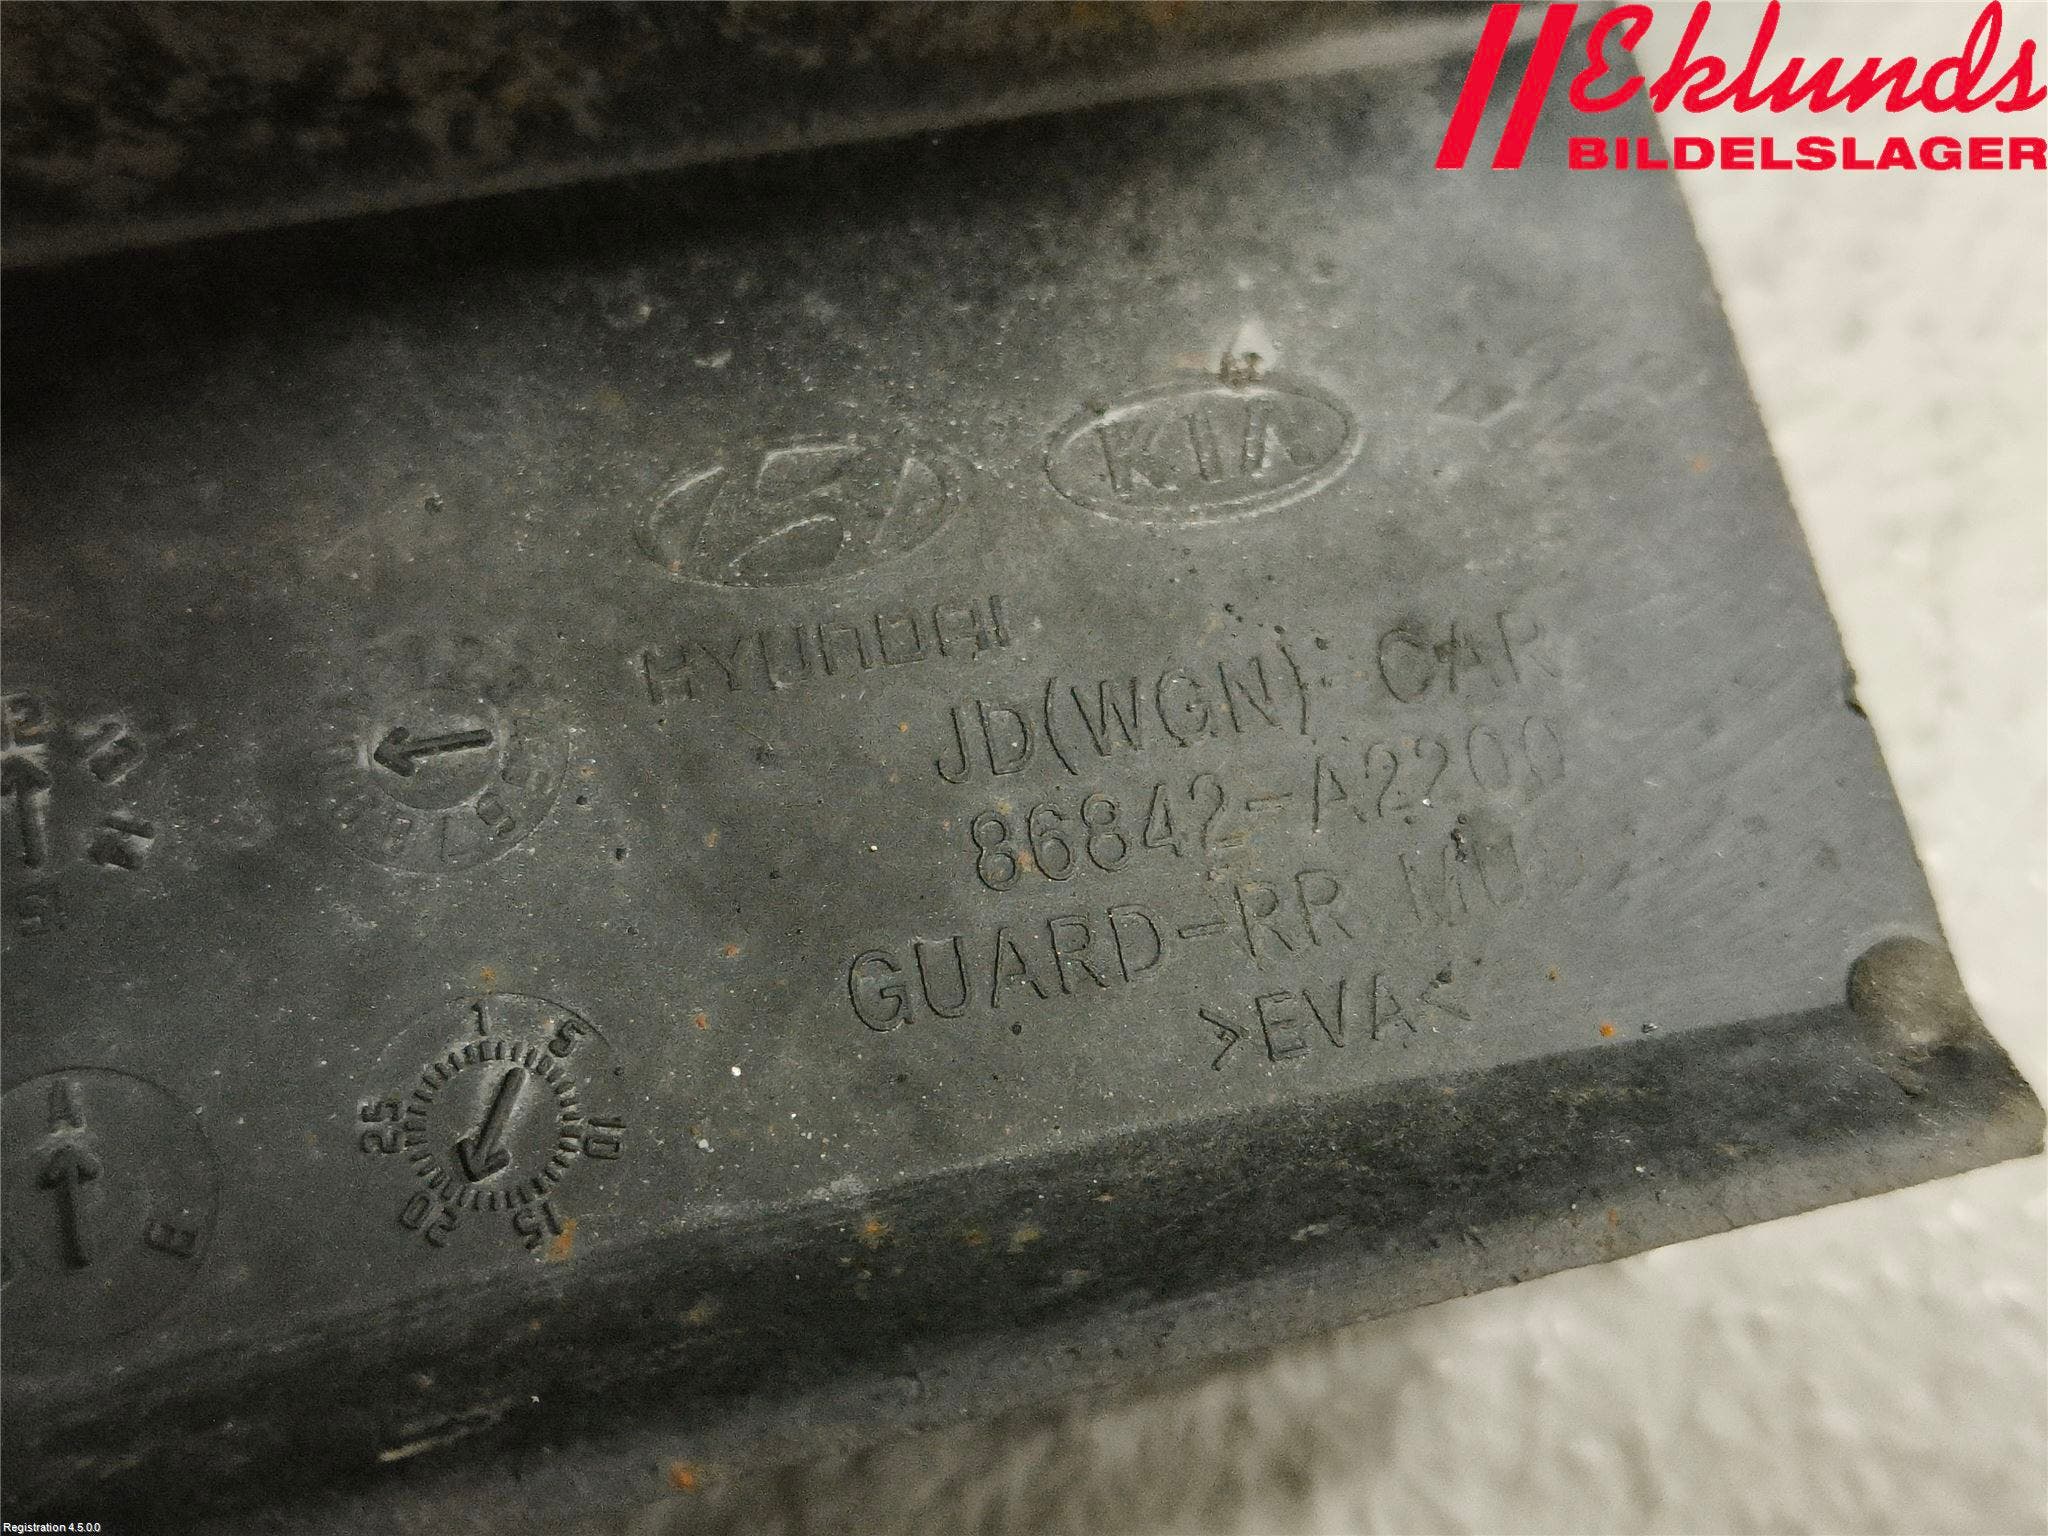 Eklunds
BILDELSLAGER
KIA
HYUNDAI
JD(WGN) CAR
86842-A2200
GUARD-RR
>EVA<
1 5 10 15 20 25
A
B
Registration 4.5.0.0